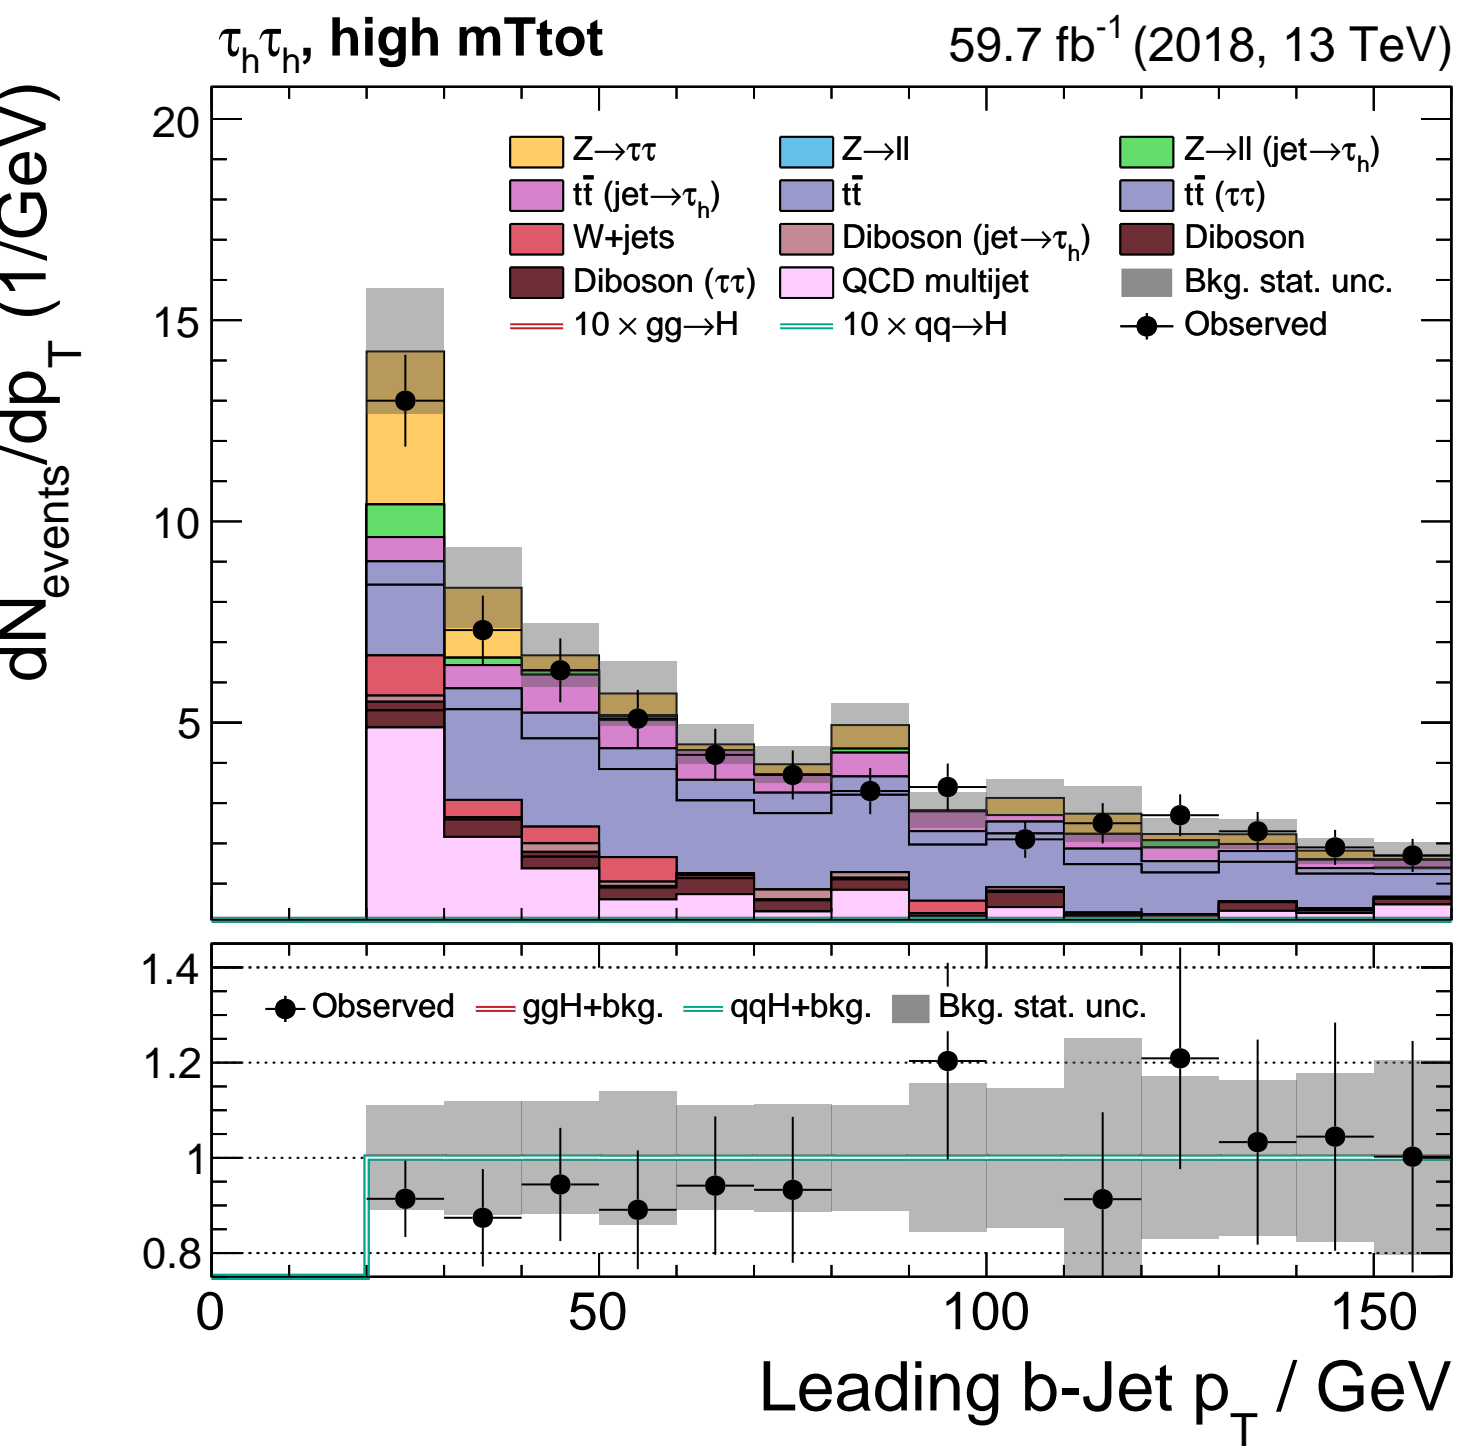 τhτh, high mTtot
59.7 fb-1 (2018, 13 TeV)
dNevents/dpT (1/GeV)
20
15
10
5
Z→ττ
Z→ll
Z→ll (jet→τh)
tt̄ (jet→τh)
tt̄
tt̄ (ττ)
W+jets
Diboson (jet→τh)
Diboson
Diboson (ττ)
QCD multijet
Bkg. stat. unc.
10 × gg→H
10 × qq→H
Observed
1.4
1.2
1
0.8
Observed
ggH+bkg.
qqH+bkg.
Bkg. stat. unc.
0
50
100
150
Leading b-Jet pT / GeV